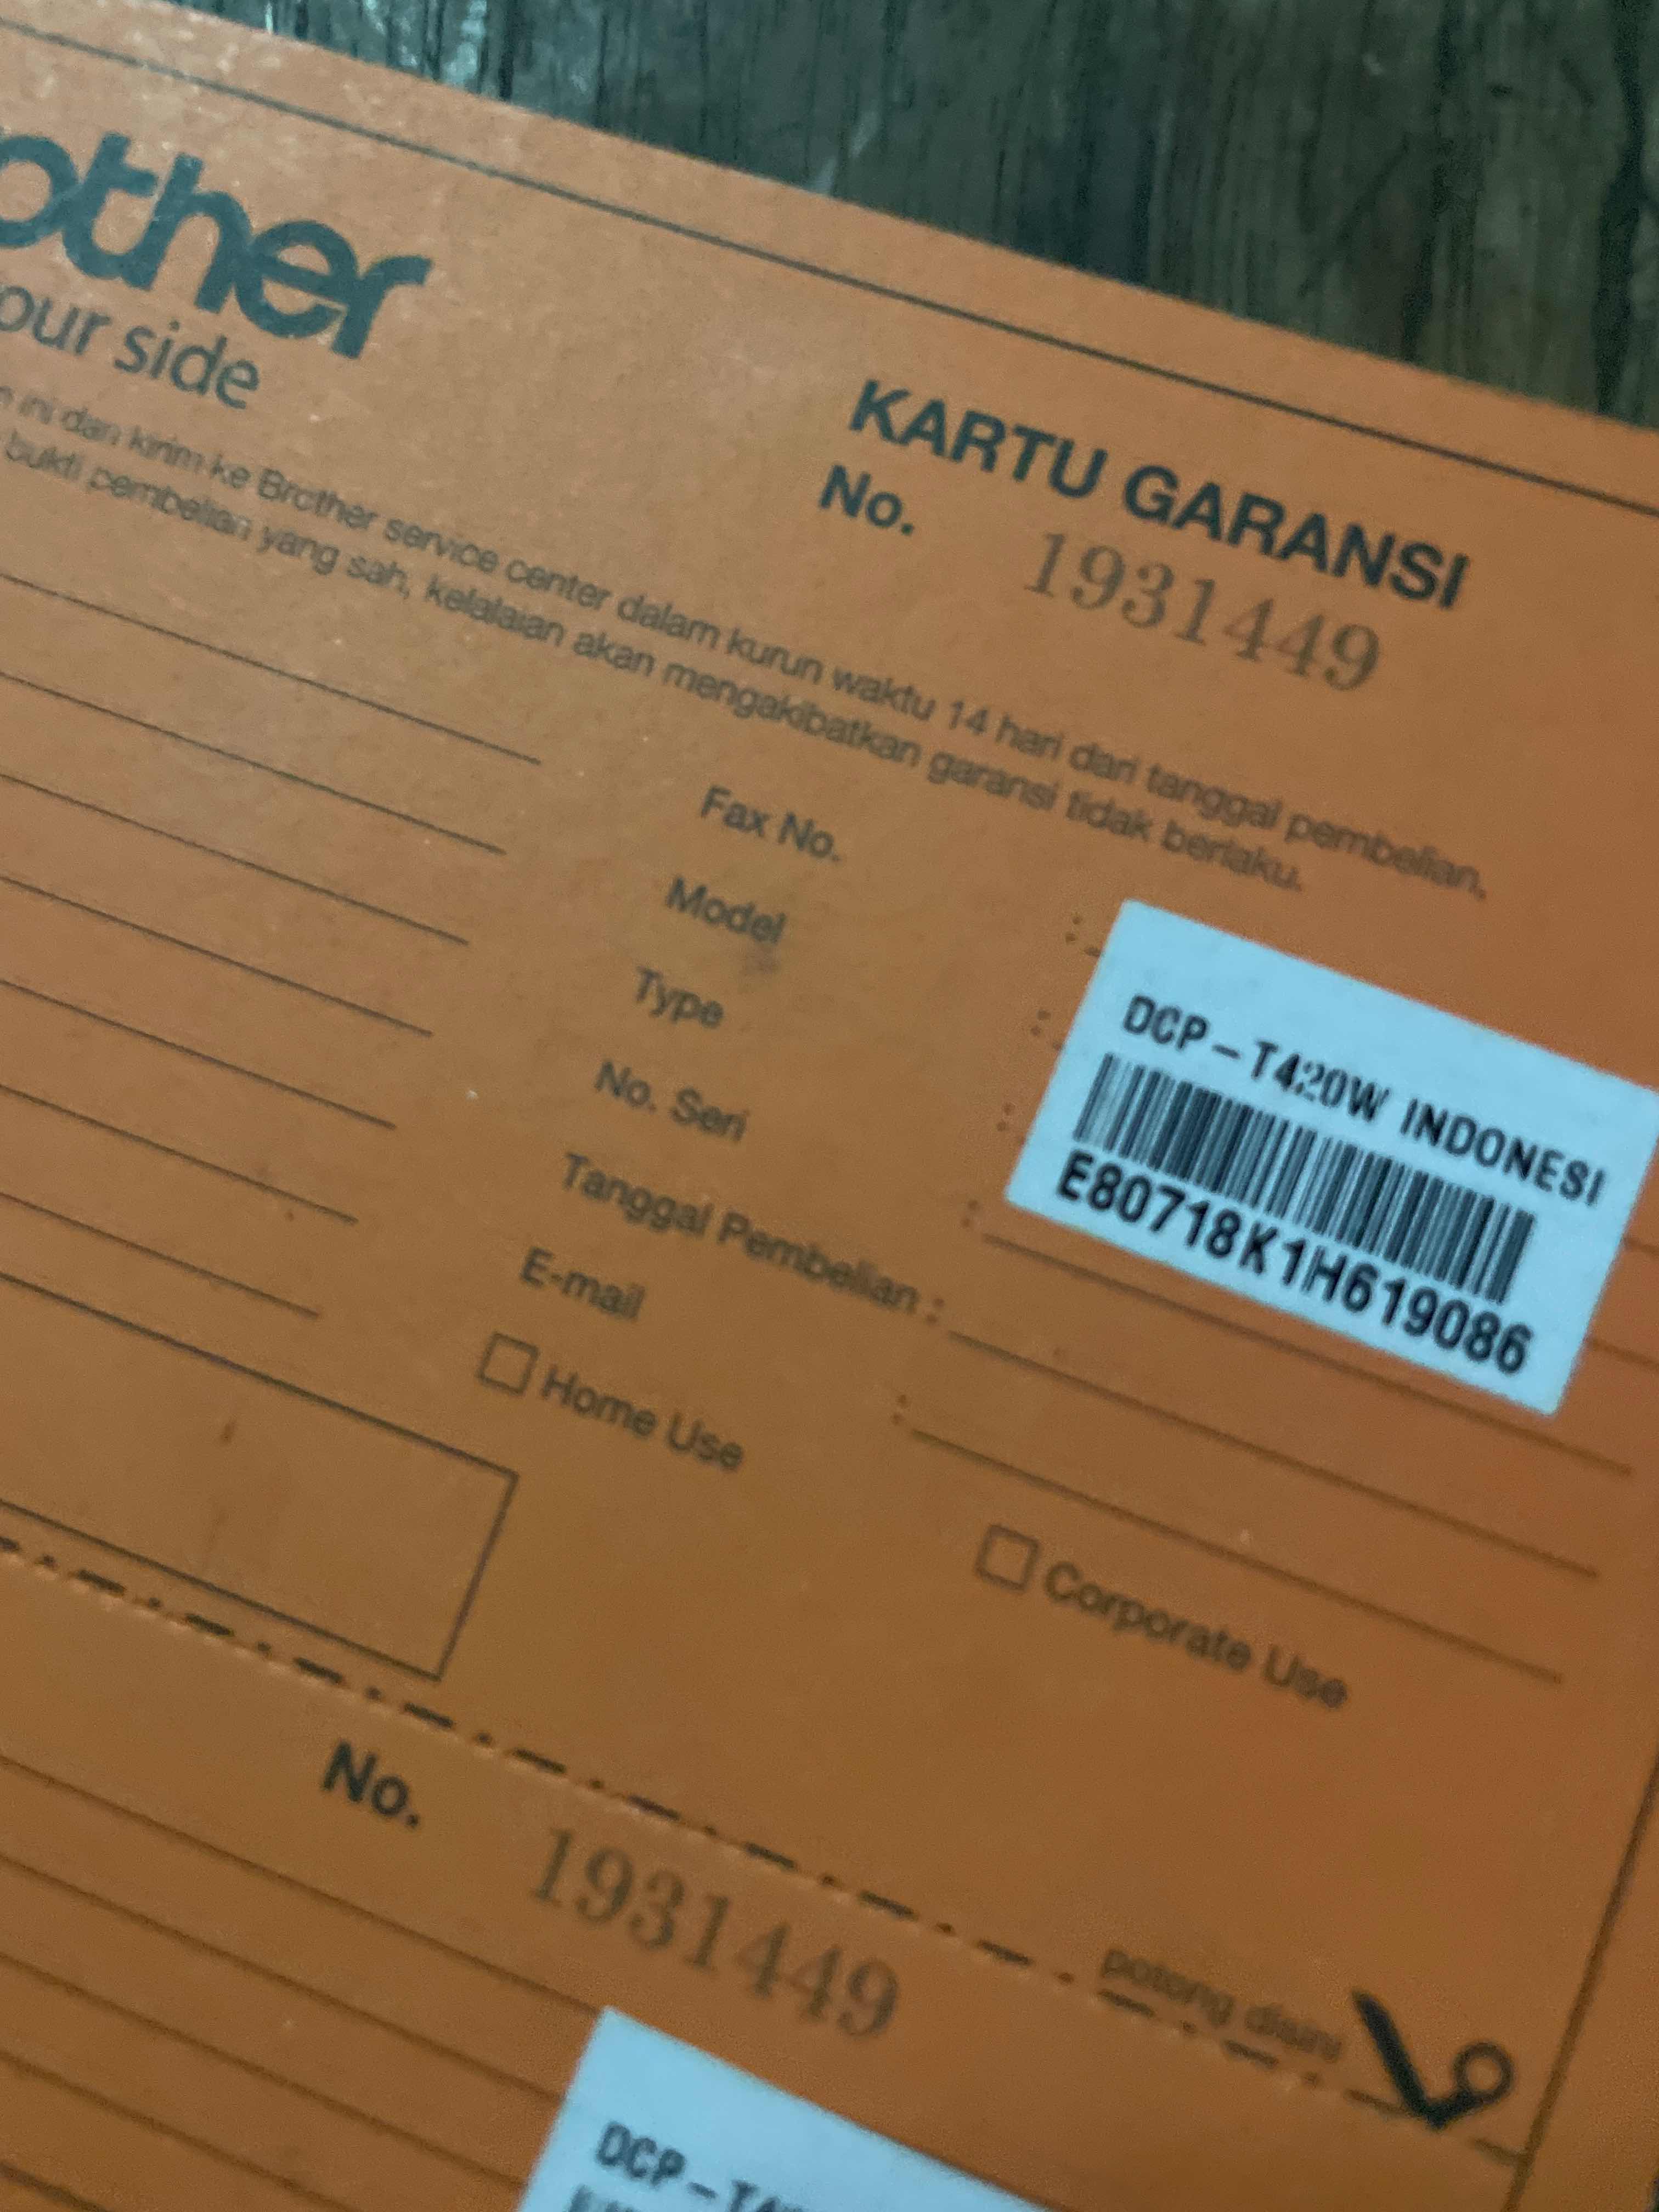 other
our side
KARTU GARANSI
No. 1931449
ini dan kirim ke Brother service center dalam kurun waktu 14 hari dari tanggal pembelian,
bukti pembelian yang sah, kelalaian akan mengakibatkan garansi tidak berlaku.
Fax No. :
Model :
Type :
No. Seri :
Tanggal Pembelian :
E-mail :
DCP-T420W INDONESI
E80718K1H619086
Home Use
Corporate Use
potong disini
No. 1931449
DCP-T4